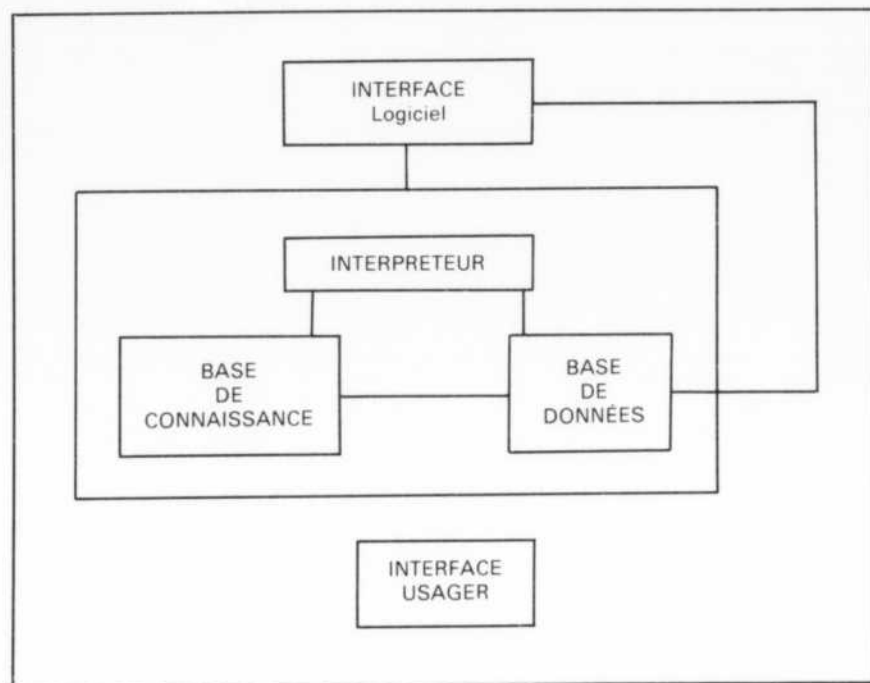 INTERFACE
Logiciel
INTERPRETEUR
BASE
DE
CONNAISSANCE
BASE
DE
DONNÉES
INTERFACE
USAGER